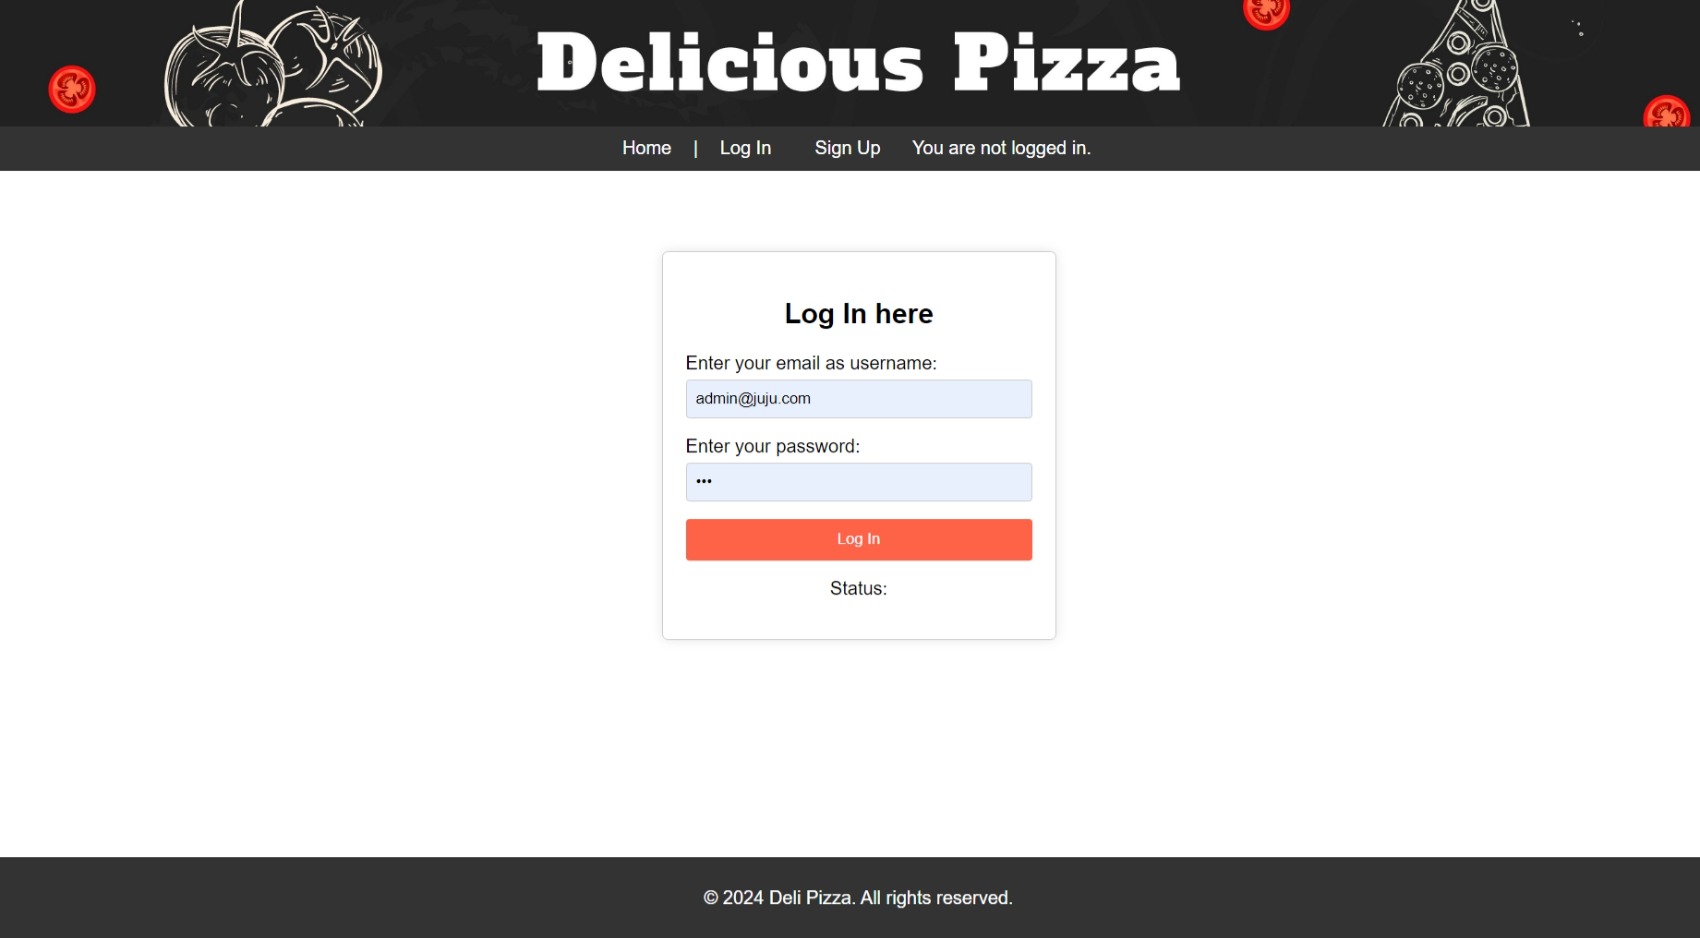 Delicious Pizza
Home | Log In Sign Up You are not logged in.
Log In here
Enter your email as username:
admin@juju.com
Enter your password:
•••
Log In
Status:
© 2024 Deli Pizza. All rights reserved.